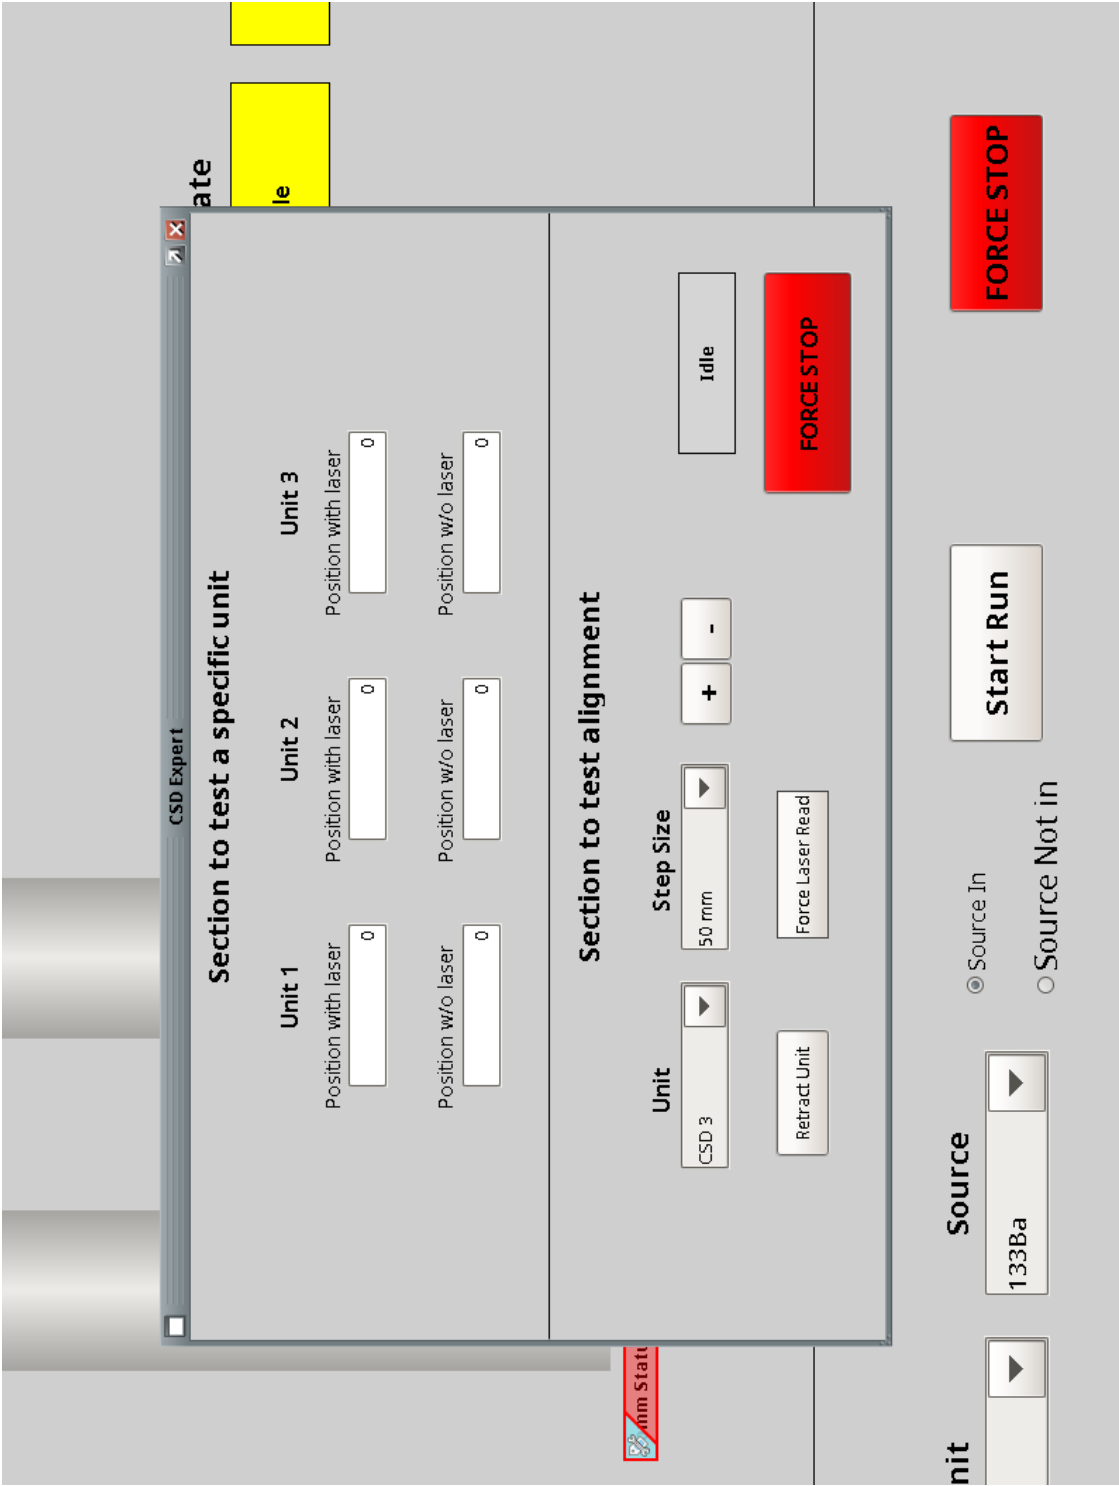 ate
le
CSD Expert
Section to test a specific unit
Unit 1
Unit 2
Unit 3
Position with laser
Position with laser
Position with laser
0
0
0
Position w/o laser
Position w/o laser
Position w/o laser
0
0
0
Section to test alignment
Unit
Step Size
CSD 3
50 mm
+
-
Idle
Retract Unit
Force Laser Read
FORCE STOP
mm Statu
nit
Source
133Ba
Source In
Source Not in
Start Run
FORCE STOP